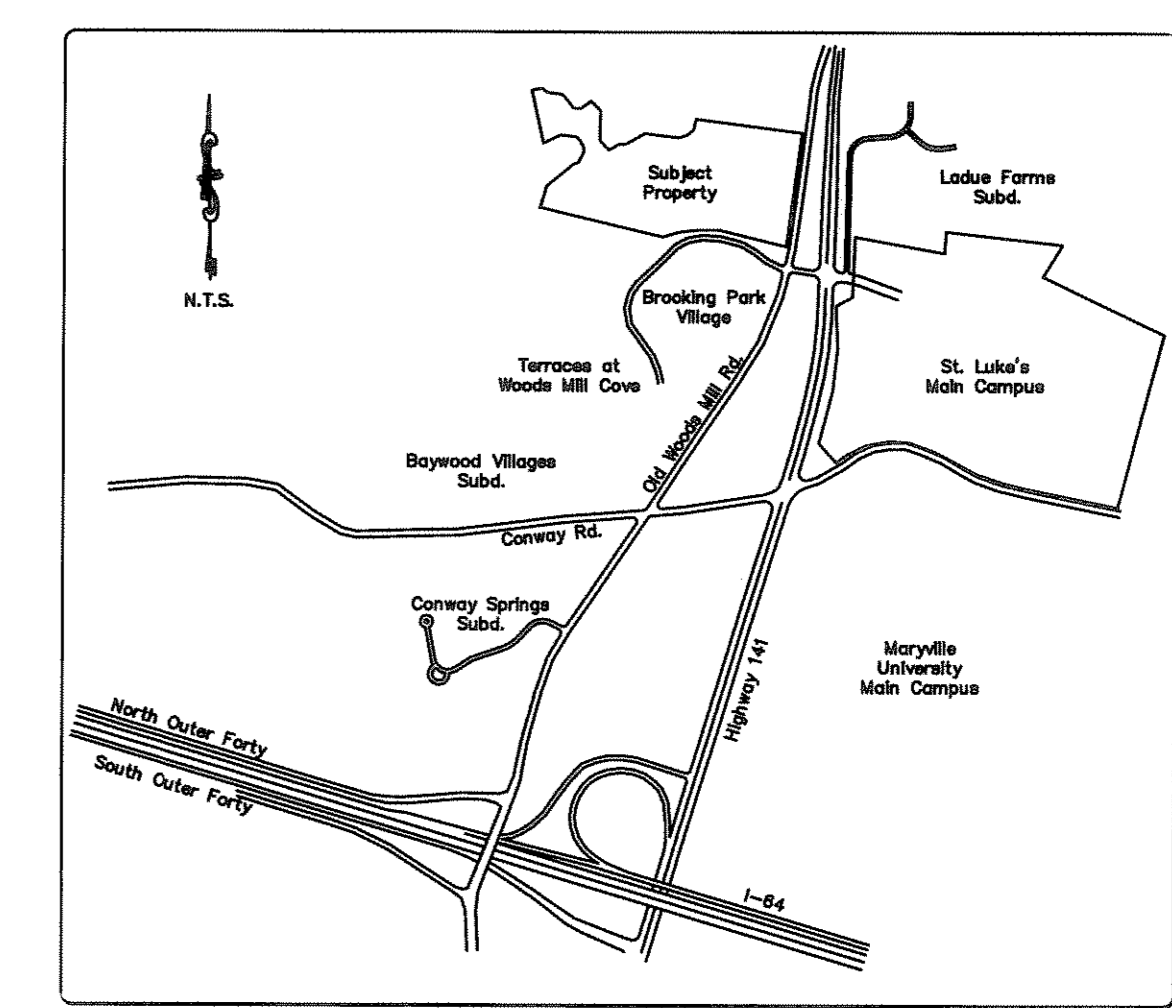 N.T.S.
Subject
Property
Ladue Farms
Subd.
Brooking Park
Village
Terraces at
Woods Mill Cove
St. Luke's
Main Campus
Old Woods Mill Rd.
Baywood Villages
Subd.
Conway Rd.
Conway Springs
Subd.
Maryville
University
Main Campus
Highway 141
North Outer Forty
South Outer Forty
I-64